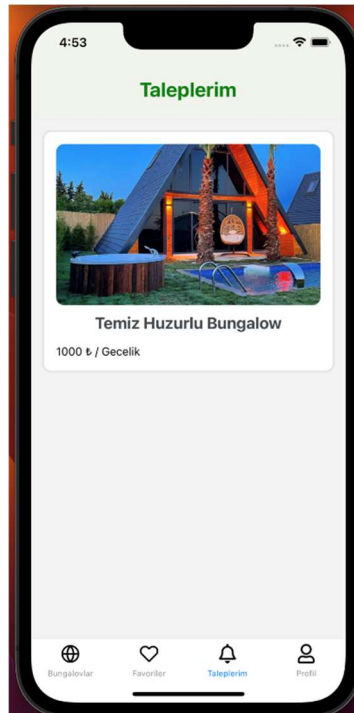 4:53
Taleplerim
Temiz Huzurlu Bungalow
1000 ₺ / Gecelik
Bungalovlar
Favoriler
Taleplerim
Profil